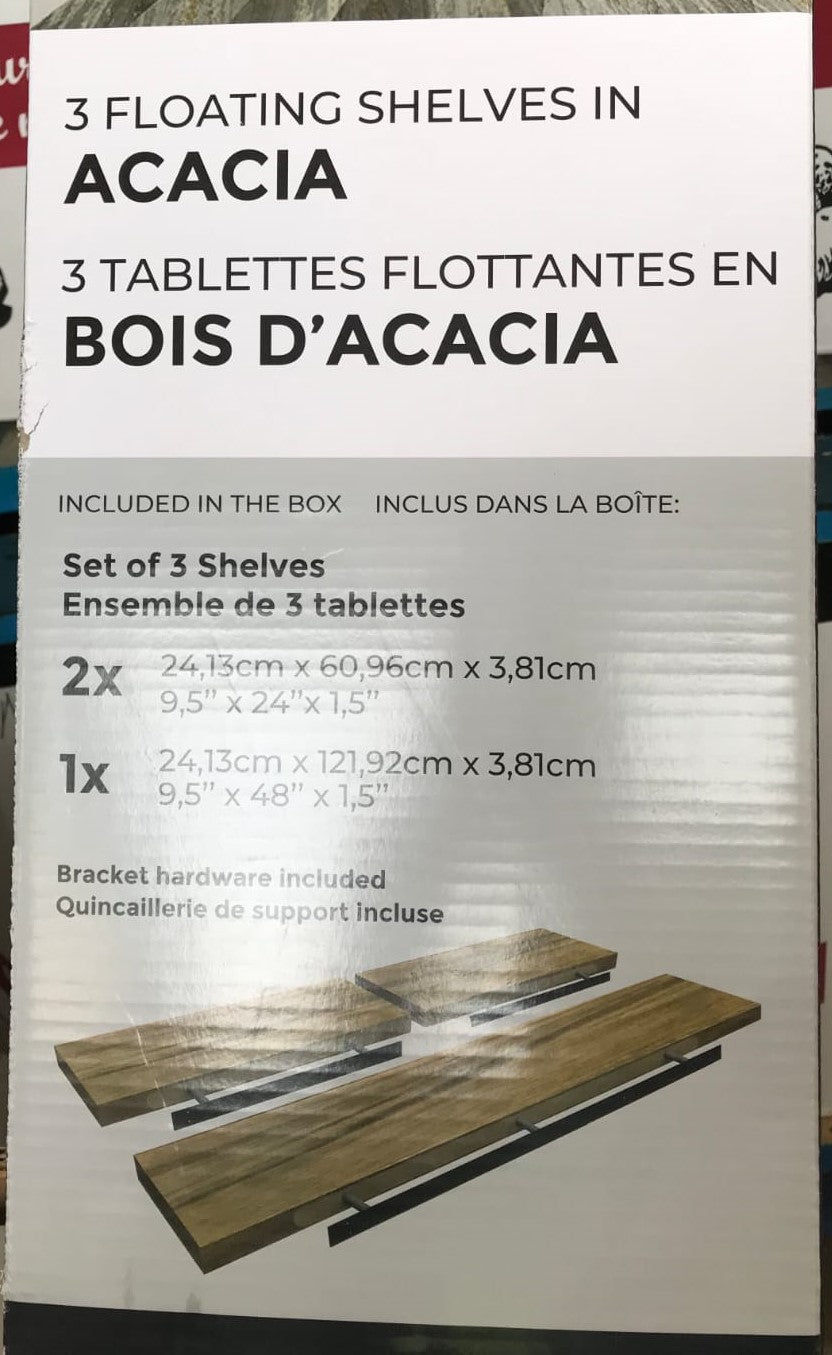 3 FLOATING SHELVES IN
ACACIA
3 TABLETTES FLOTTANTES EN
BOIS D’ACACIA
INCLUDED IN THE BOX INCLUS DANS LA BOÎTE:
Set of 3 Shelves
Ensemble de 3 tablettes
2x 24,13cm x 60,96cm x 3,81cm
9,5” x 24”x 1,5”
1x 24,13cm x 121,92cm x 3,81cm
9,5” x 48” x 1,5”
Bracket hardware included
Quincaillerie de support incluse